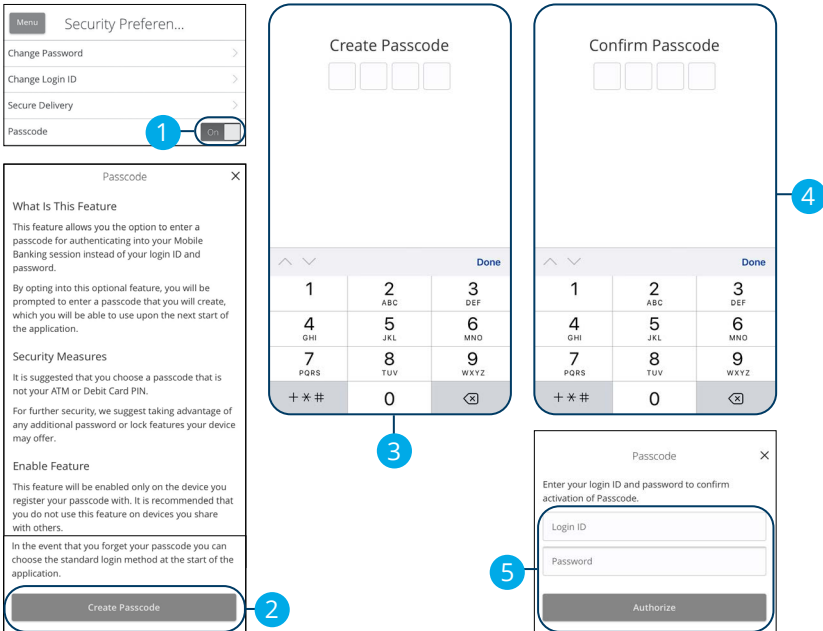 Menu
Security Preferen...
Change Password
Change Login ID
Secure Delivery
Passcode
On
1
Passcode
What Is This Feature
This feature allows you the option to enter a
passcode for authenticating into your Mobile
Banking session instead of your login ID and
password.
By opting into this optional feature, you will be
prompted to enter a passcode that you will create,
which you will be able to use upon the next start of
the application.
Security Measures
It is suggested that you choose a passcode that is
not your ATM or Debit Card PIN.
For further security, we suggest taking advantage of
any additional password or lock features your device
may offer.
Enable Feature
This feature will be enabled only on the device you
register your passcode with. It is recommended that
you do not use this feature on devices you share
with others.
In the event that you forget your passcode you can
choose the standard login method at the start of the
application.
Create Passcode
2
Create Passcode
Done
1 2 3
ABC DEF
4 5 6
GHI JKL MNO
7 8 9
PQRS TUV WXYZ
+*# 0
3
Confirm Passcode
Done
1 2 3
ABC DEF
4 5 6
GHI JKL MNO
7 8 9
PQRS TUV WXYZ
+*# 0
4
Passcode
Enter your login ID and password to confirm
activation of Passcode.
Login ID
Password
5
Authorize